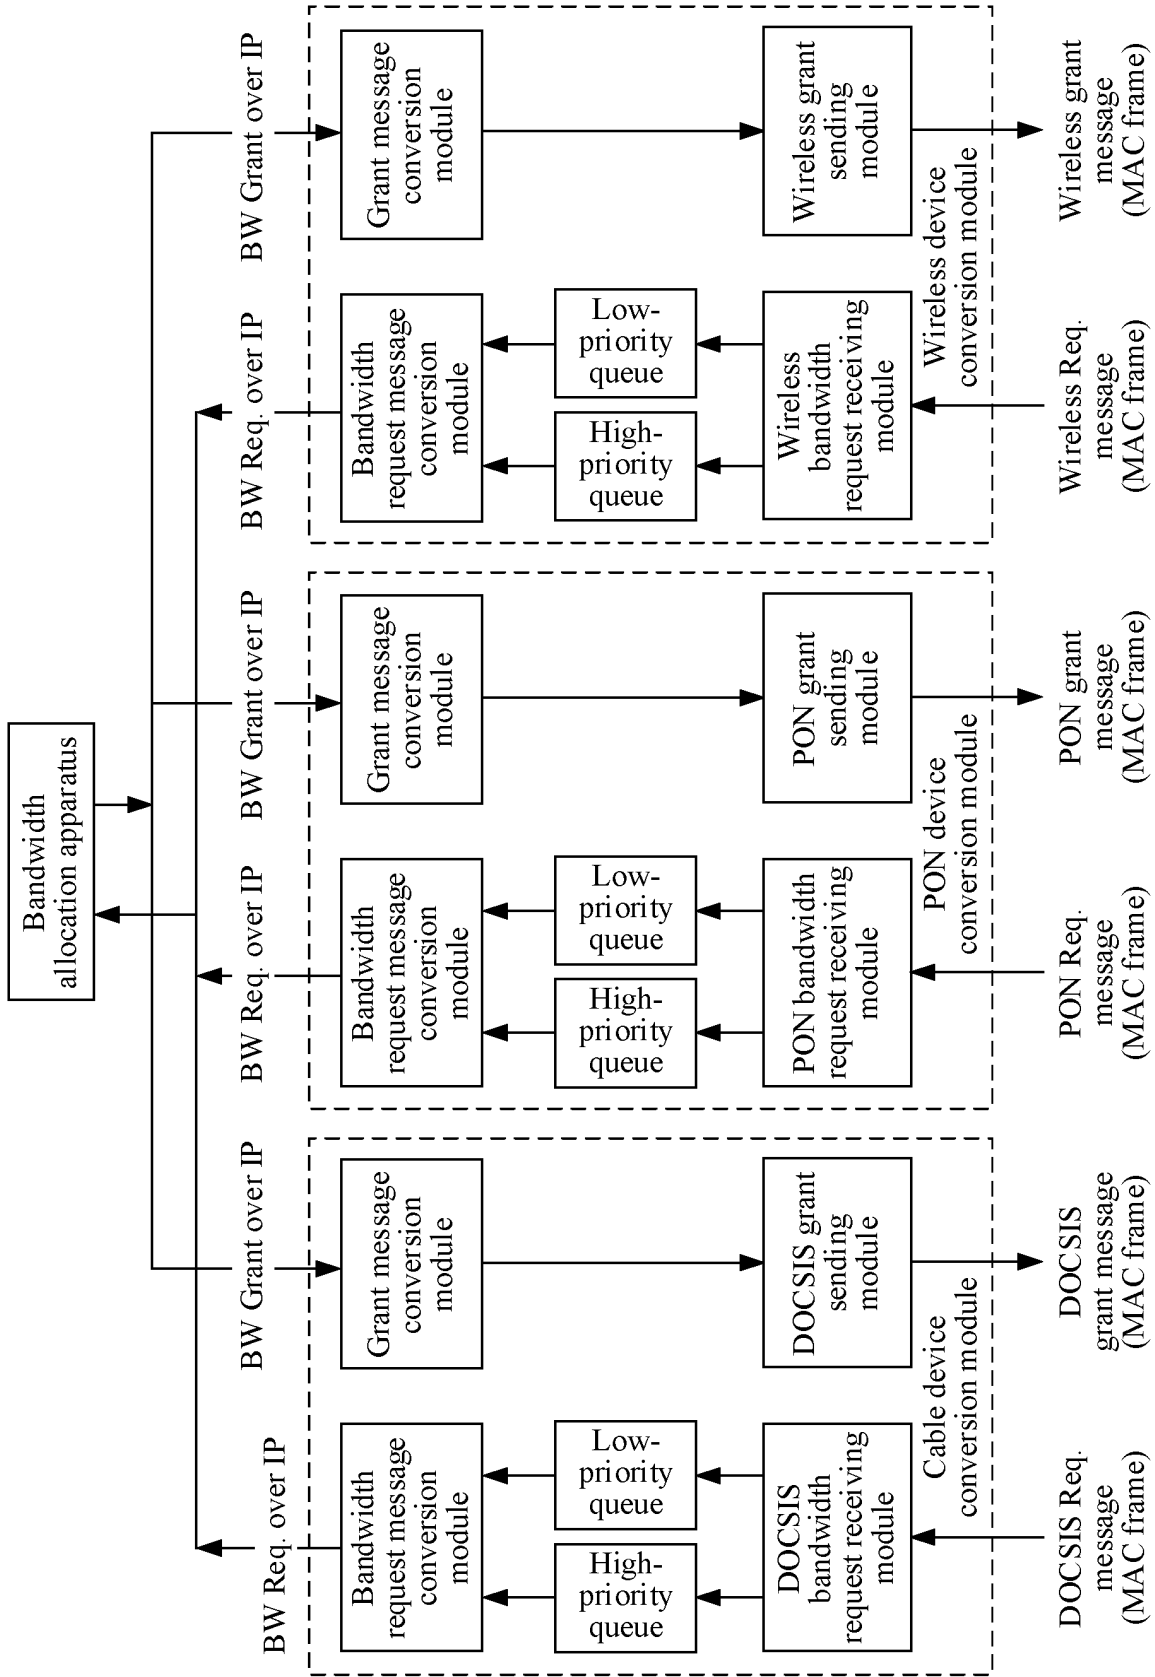 Bandwidth
allocation apparatus
BW Req. over IP
BW Grant over IP
BW Req. over IP
BW Grant over IP
BW Req. over IP
BW Grant over IP
Bandwidth
request message
conversion
module
Grant message
conversion
module
High-
priority
queue
Low-
priority
queue
DOCSIS
bandwidth
request receiving
module
DOCSIS grant
sending
module
Cable device
conversion module
DOCSIS Req.
message
(MAC frame)
DOCSIS
grant message
(MAC frame)
Bandwidth
request message
conversion
module
Grant message
conversion
module
High-
priority
queue
Low-
priority
queue
PON bandwidth
request receiving
module
PON grant
sending
module
PON device
conversion module
PON Req.
message
(MAC frame)
PON grant
message
(MAC frame)
Bandwidth
request message
conversion
module
Grant message
conversion
module
High-
priority
queue
Low-
priority
queue
Wireless
bandwidth
request receiving
module
Wireless grant
sending
module
Wireless device
conversion module
Wireless Req.
message
(MAC frame)
Wireless grant
message
(MAC frame)